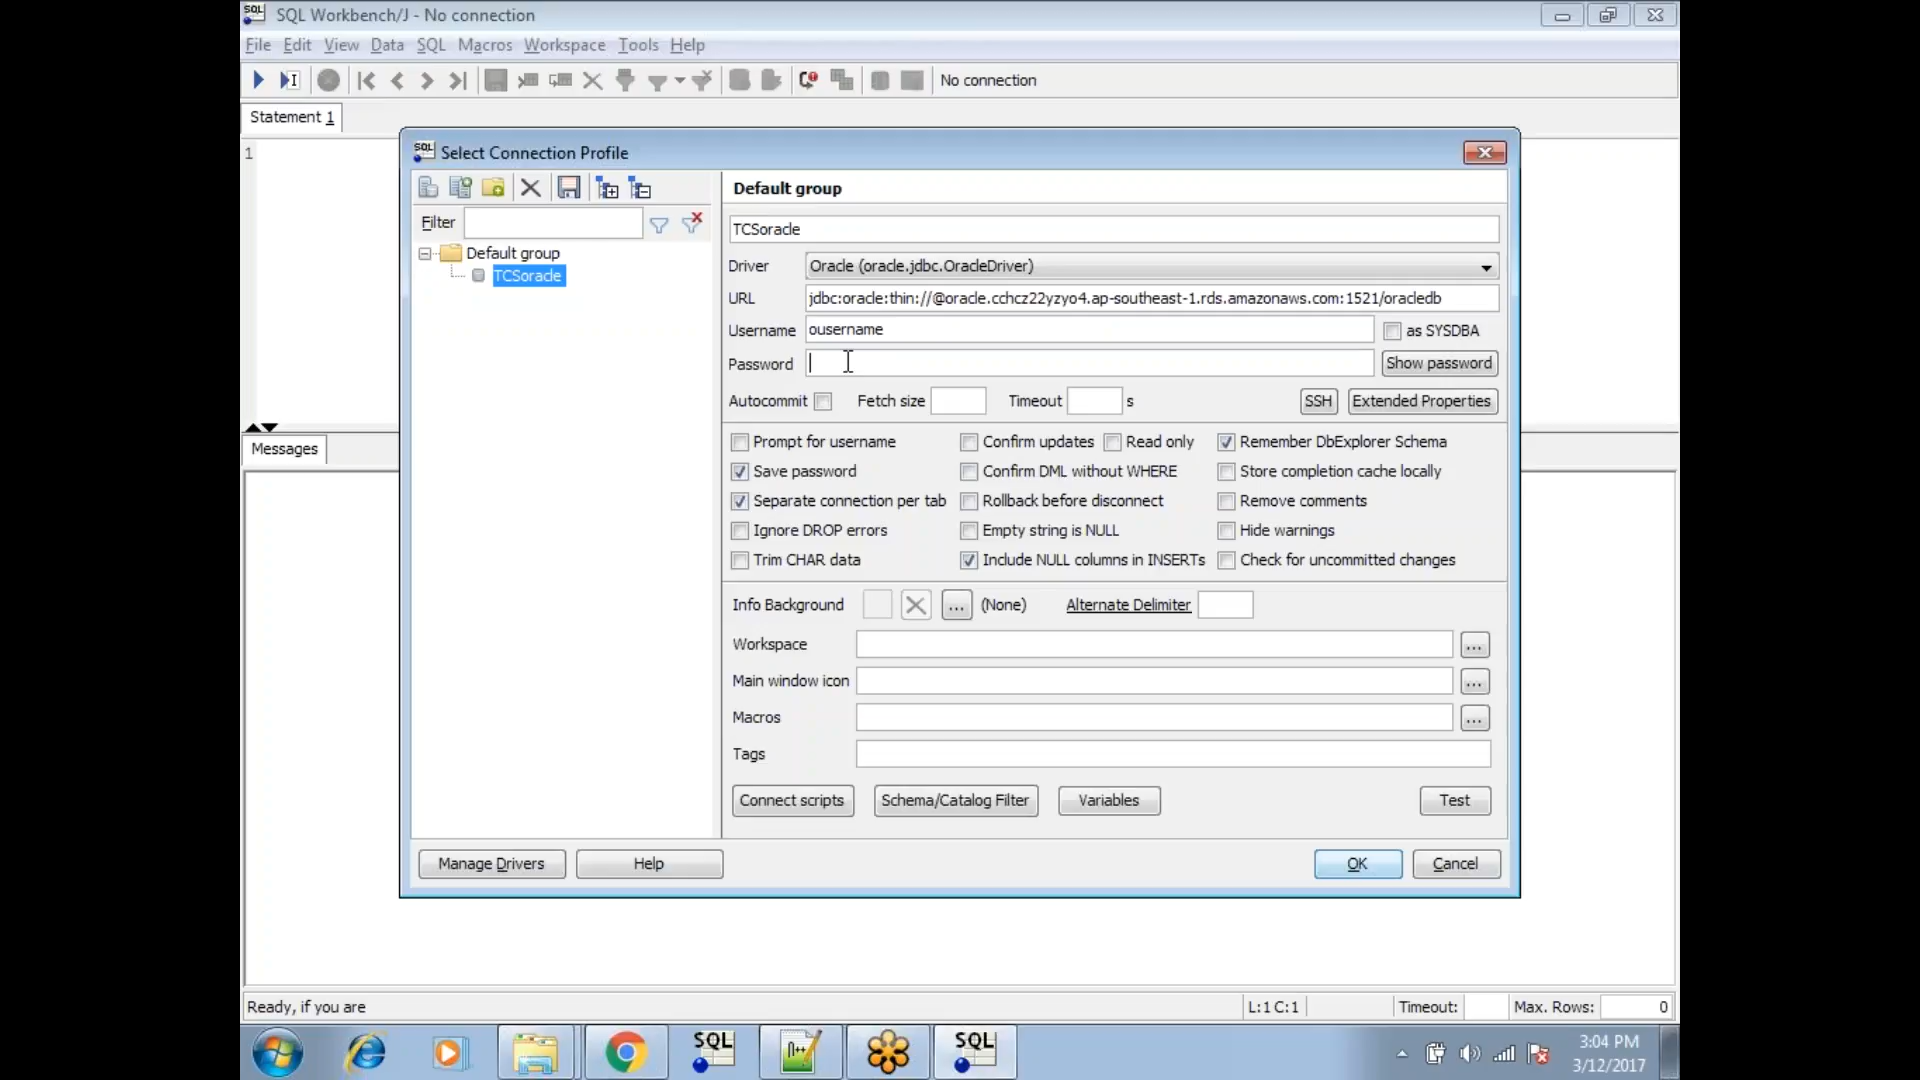 SQL Workbench/J - No connection
File Edit View Data SQL Macros Workspace Tools Help
No connection
Statement 1
1
Select Connection Profile
Default group
Filter
Default group
TCSoracle
TCSoracle
Driver Oracle (oracle.jdbc.OracleDriver)
URL jdbc:oracle:thin://@oracle.cchcz22yzyo4.ap-southeast-1.rds.amazonaws.com:1521/oracledb
Username ousername as SYSDBA
Password Show password
Autocommit Fetch size Timeout s SSH Extended Properties
Prompt for username Confirm updates Read only Remember DbExplorer Schema
Save password Confirm DML without WHERE Store completion cache locally
Separate connection per tab Rollback before disconnect Remove comments
Ignore DROP errors Empty string is NULL Hide warnings
Trim CHAR data Include NULL columns in INSERTs Check for uncommitted changes
Info Background ... (None) Alternate Delimiter
Workspace ...
Main window icon ...
Macros ...
Tags
Connect scripts Schema/Catalog Filter Variables Test
Manage Drivers Help OK Cancel
Messages
Ready, if you are L:1 C:1 Timeout: Max. Rows: 0
SQL SQL
3:04 PM
3/12/2017